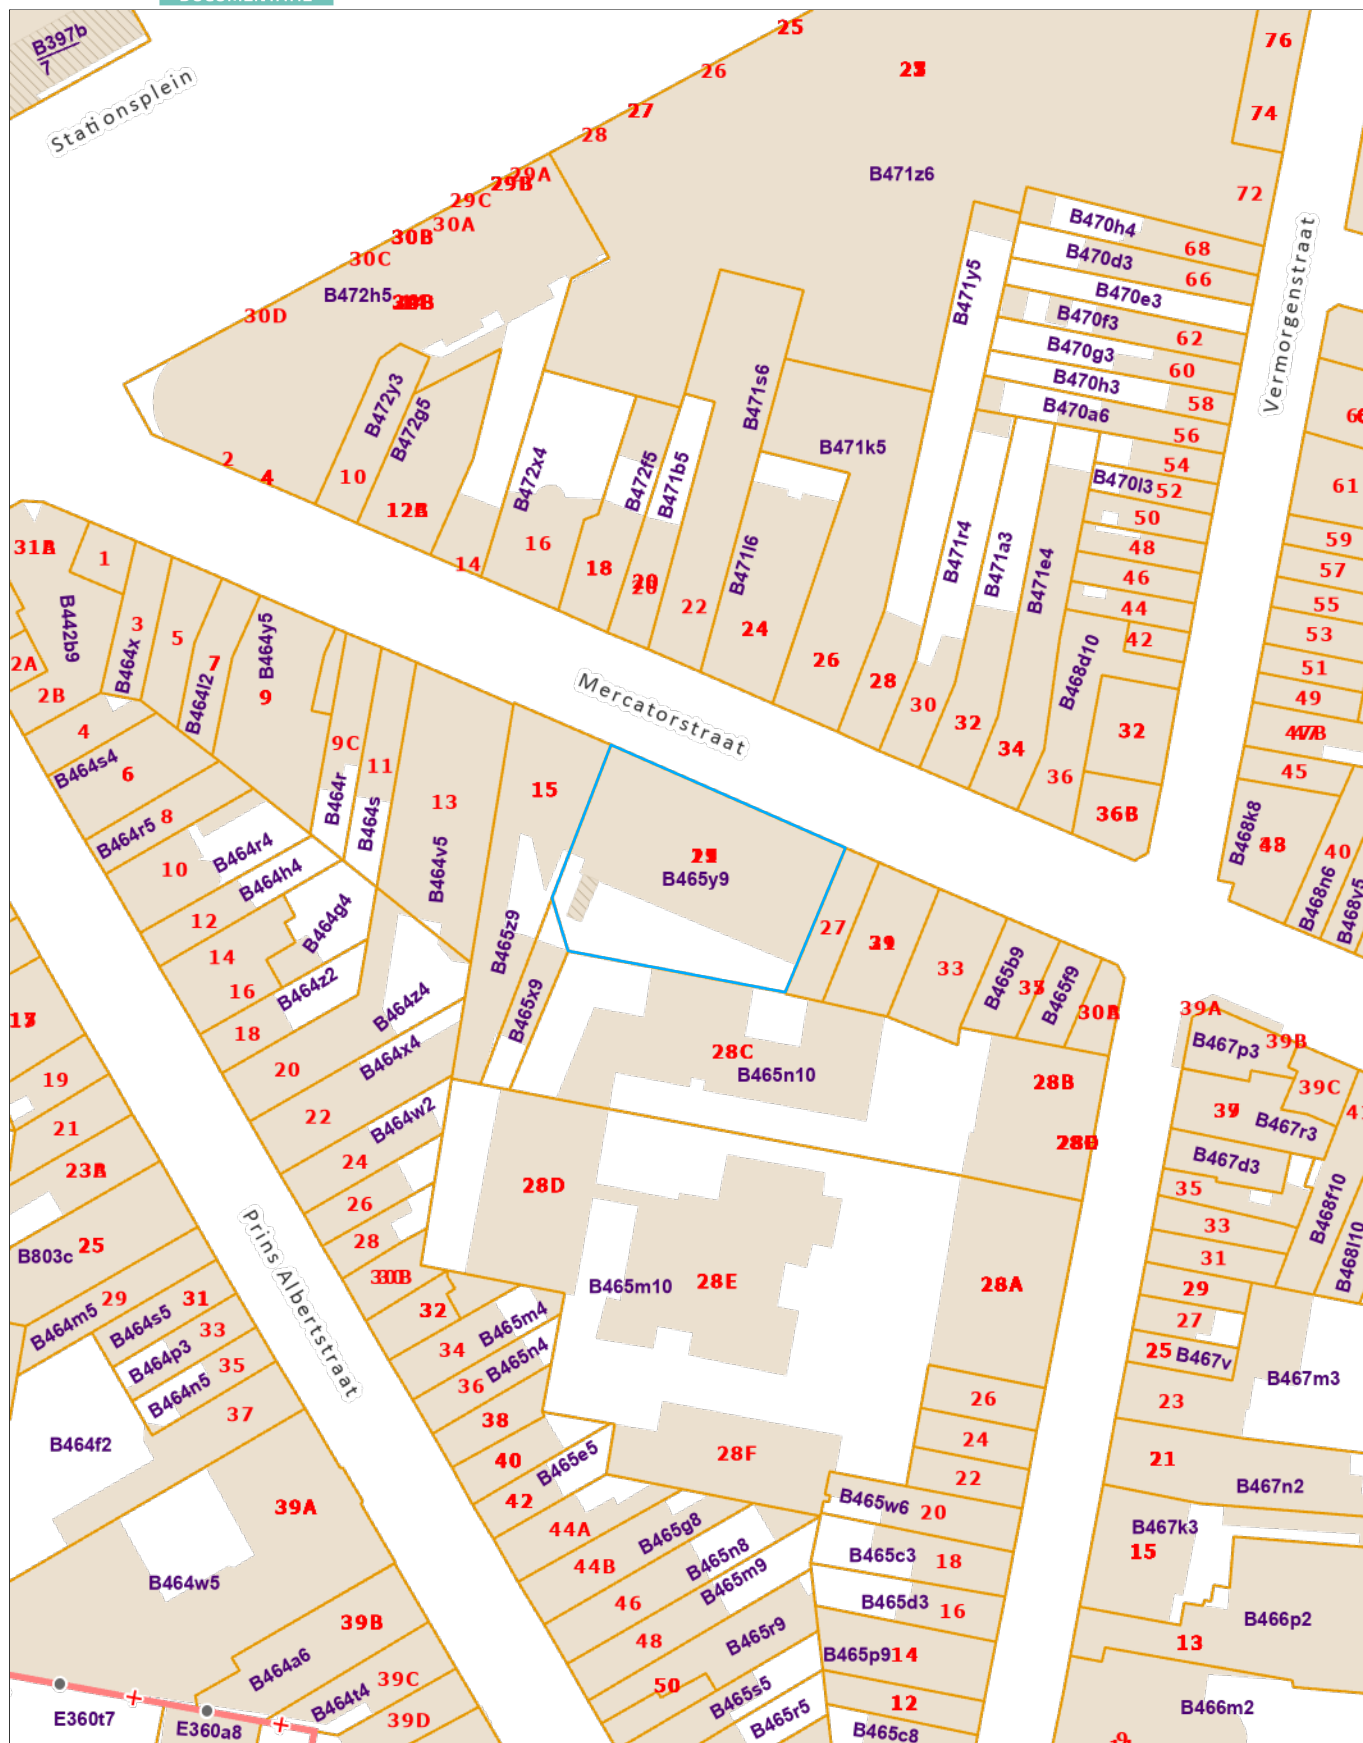 B397b
7
Stationsplein
25
26
27
28
B471z6
76
74
72
29A
29C
30A
30B
30C
30D
B472h5
B470h4
68
B470d3
66
B470e3
B470f3
62
B470g3
60
B470h3
58
B470a6
56
54
B470l3
52
50
48
46
44
42
B471y5
Vermorgenstraat
B472y3
B472g5
10
2
4
14
B472x4
16
B472f5
18
B471b5
22
B471s6
B471k5
B471l6
24
26
28
B471r4
30
B471a3
32
B471e4
34
36
B468d10
32
36B
61
59
57
55
53
51
49
45
B468k8
B468n6
40
1
3
B442b9
B464x
5
7
B464l2
B464y5
9
2A
2B
4
B464s4
6
8
B464r5
10
B464r4
B464h4
12
14
B464g4
16
B464z2
18
20
22
24
26
28
32
34
36
38
40
42
44A
44B
46
48
50
9C
B464r
11
B464s
13
B464v5
15
Mercatorstraat
B465y9
27
33
B465b9
B465f9
B465z9
B465x9
B464z4
B464x4
B464w2
28C
B465n10
28B
28D
28E
B465m10
28A
28F
B465m4
B465n4
B465e5
B465g8
B465n8
B465m9
B465r9
B465s5
B465r5
26
24
22
20
B465w6
B465c3
18
B465d3
16
B465p9
14
12
B465c8
39A
B467p3
39B
39C
B467r3
B467d3
35
33
31
29
27
25
B467v
23
21
B468f10
B468l10
B467m3
B467n2
B467k3
15
B466p2
13
B466m2
Prins Albertstraat
19
21
B803c
25
29
B464m5
31
B464s5
33
B464p3
35
B464n5
37
B464f2
39A
B464w5
39B
B464a6
39C
B464t4
39D
E360t7
E360a8